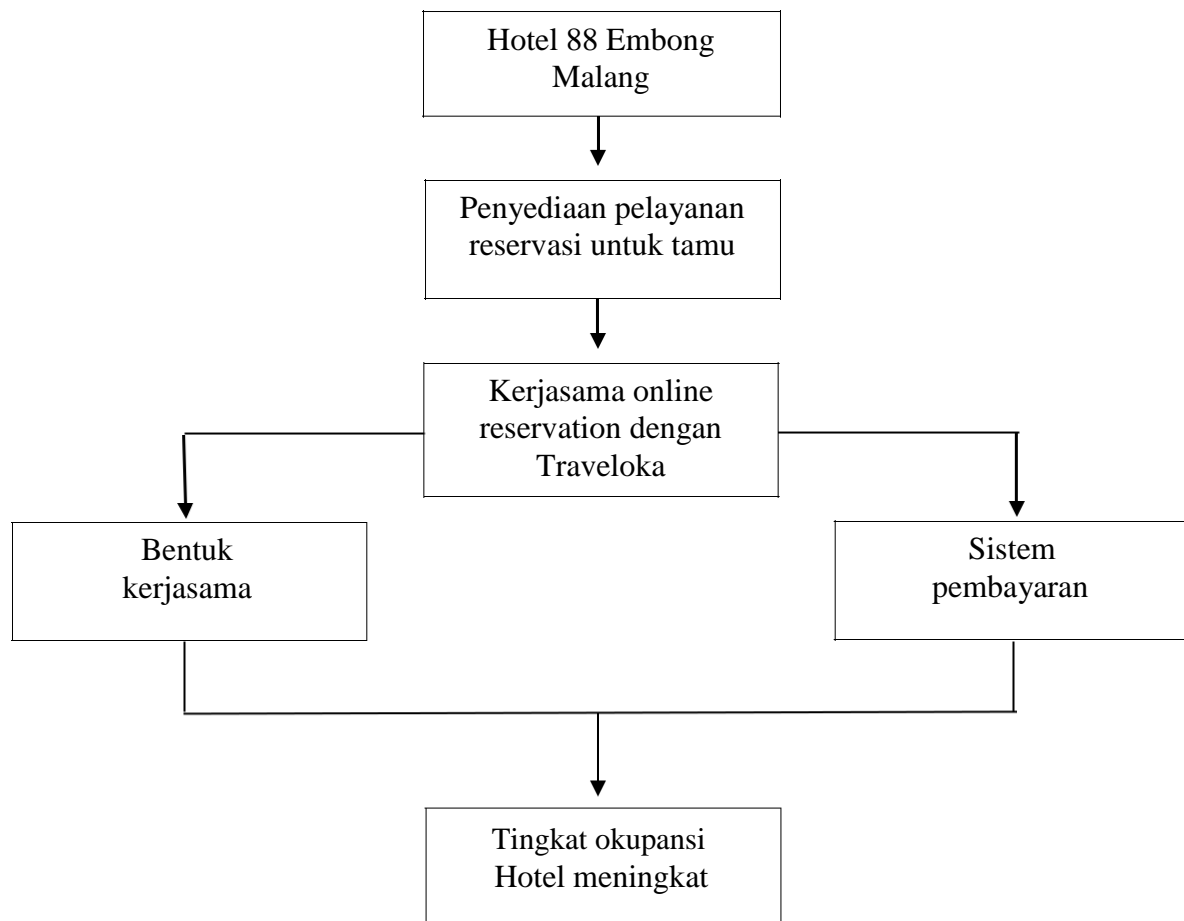 Hotel 88 Embong
Malang
Penyediaan pelayanan
reservasi untuk tamu
Kerjasama online
reservation dengan
Traveloka
Bentuk
kerjasama
Sistem
pembayaran
Tingkat okupansi
Hotel meningkat